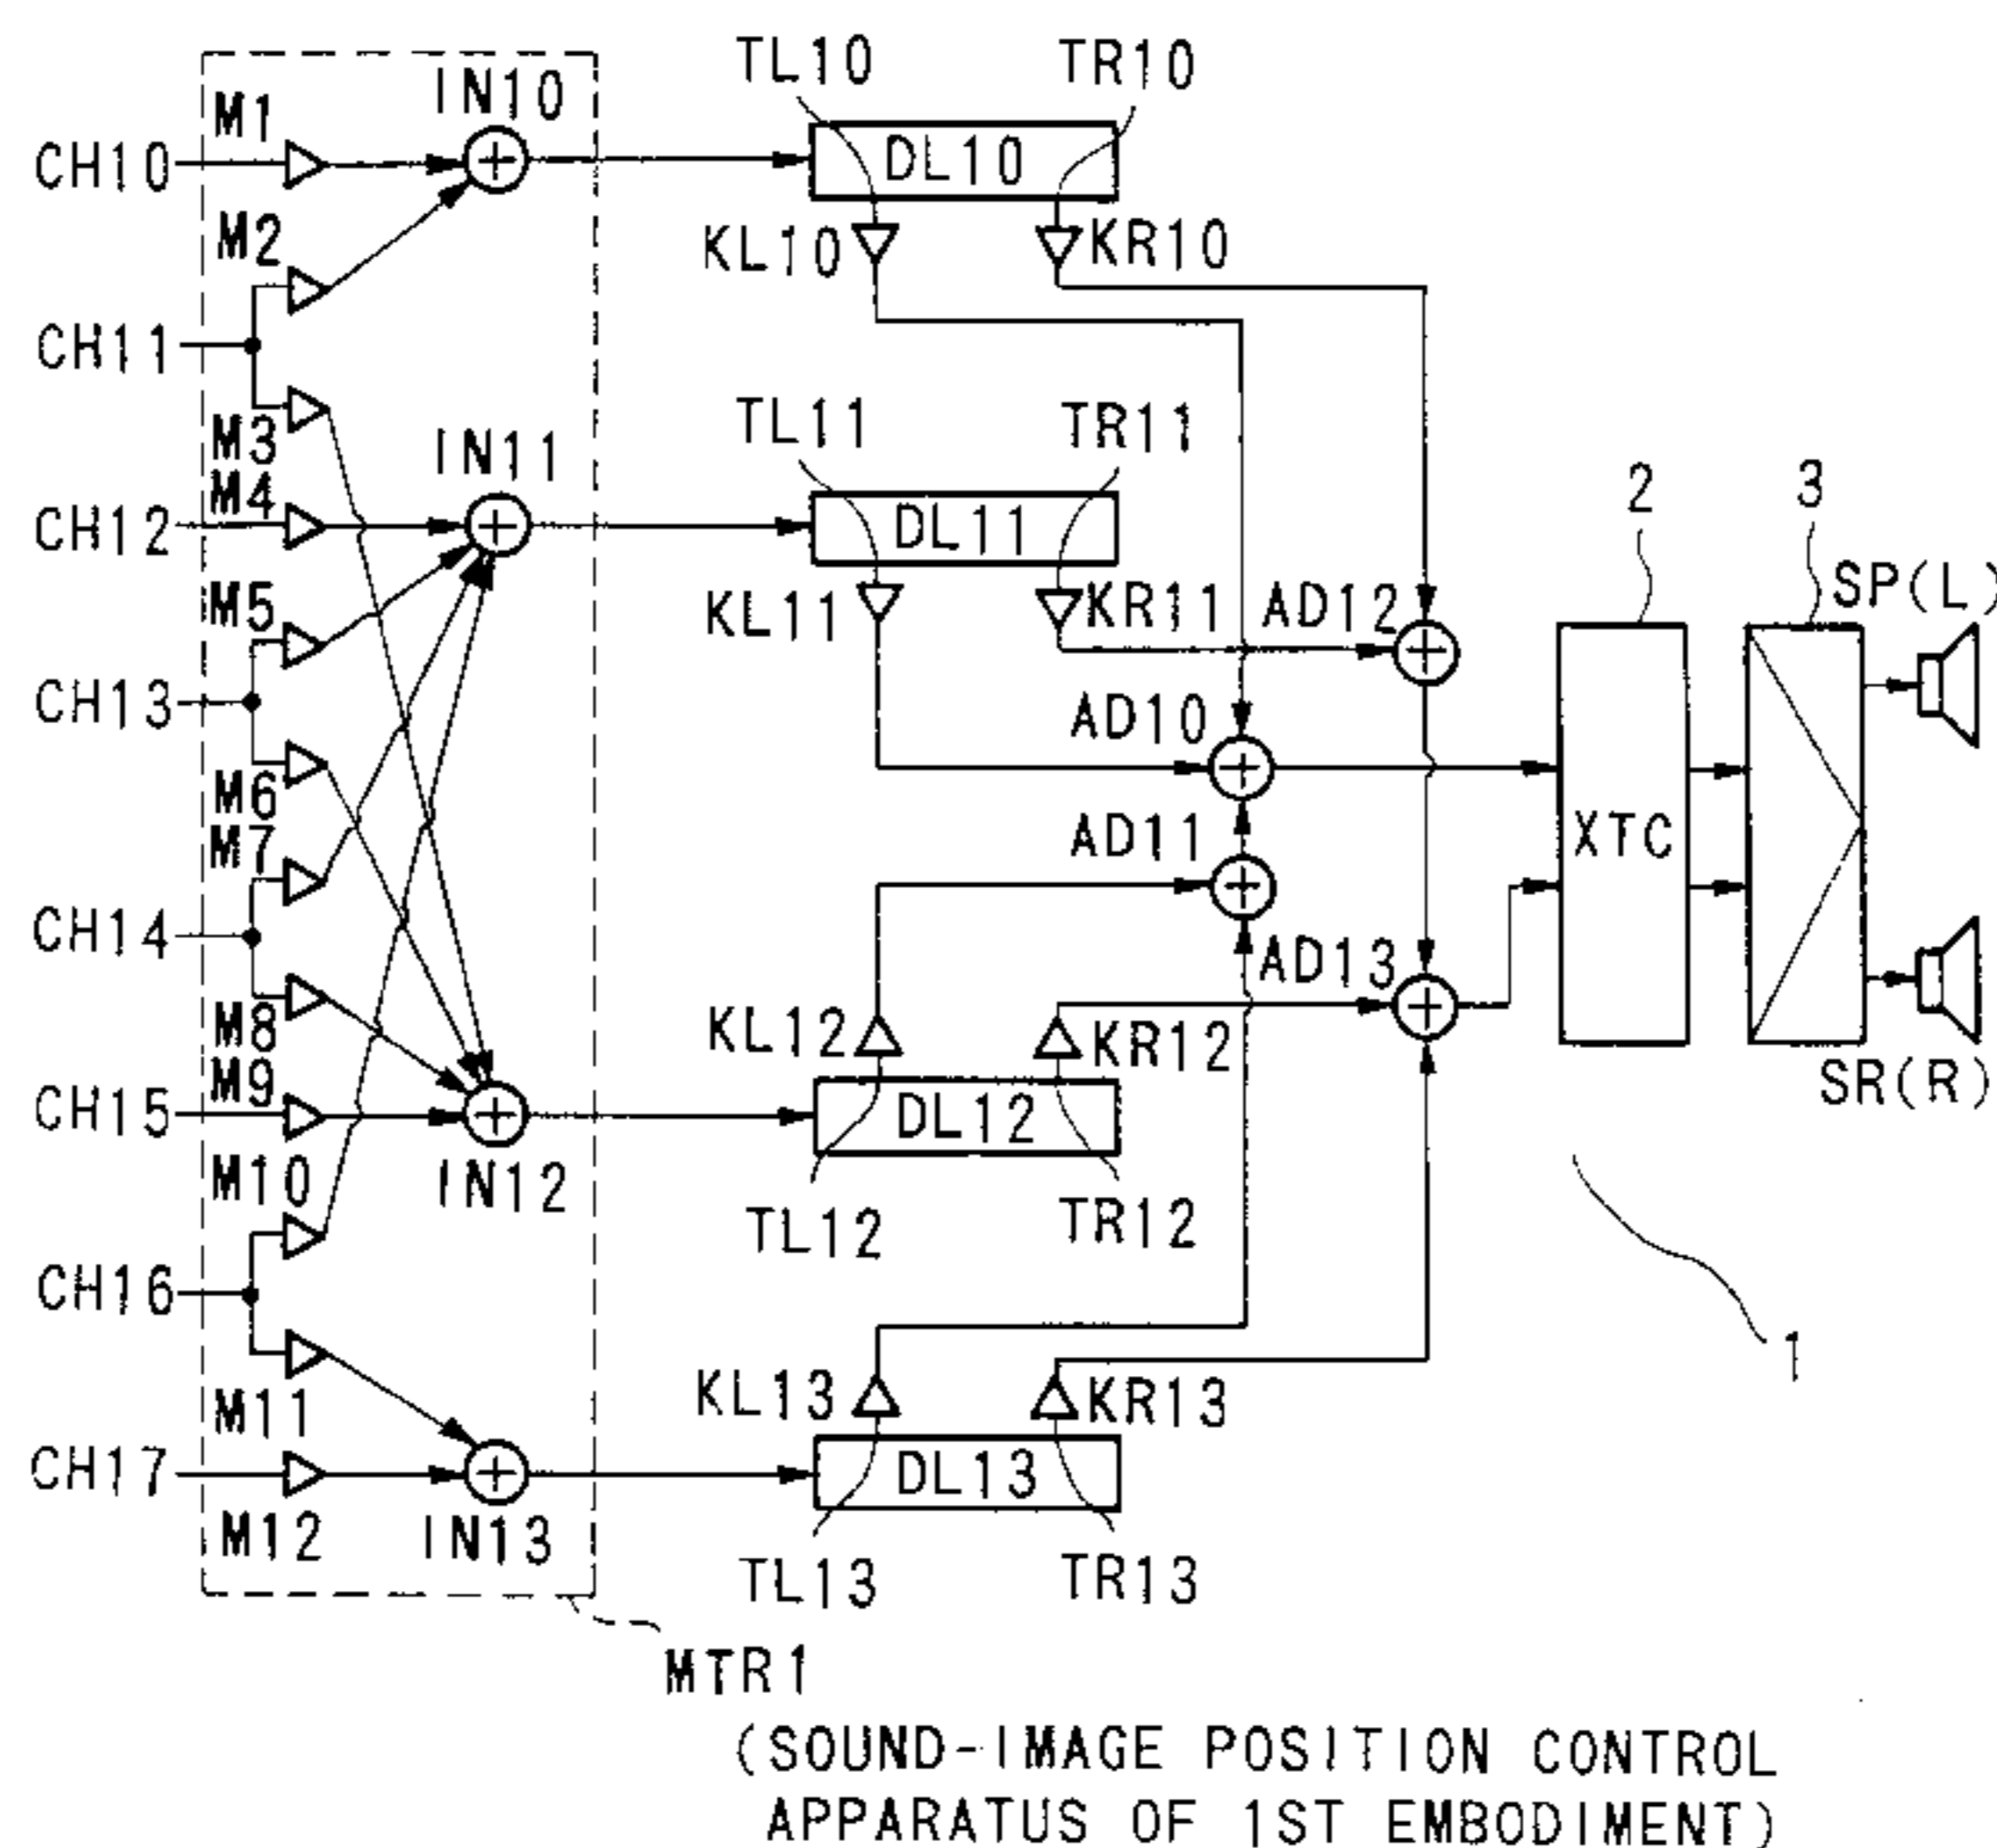 TL10 TR10
M1 IN10
CH10 DL10
M2 KL10 KR10
CH11
TL11 TR11
M3 IN11
M4 2 3
CH12 DL11
SP(L)
M5 KL11 KR11 AD12
CH13 AD10
M6
M7 AD11 XTC
CH14 AD13
M8 KL12 KR12
M9
CH15 DL12 SR(R)
M10 IN12 TL12 TR12
CH16
1
KL13 KR13
M11
CH17 DL13
M12 IN13
TL13 TR13
MTR1
(SOUND-IMAGE POSITION CONTROL
APPARATUS OF 1ST EMBODIMENT)